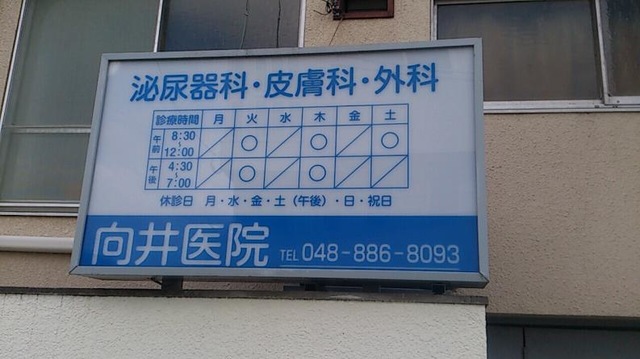 泌尿器科・皮膚科・外科
診療時間 月 火 水 木 金 土
午前 8:30~12:00 ／ ○ ／ ○ ／ ○
午後 4:30~7:00 ／ ○ ／ ○ ／ ／
休診日 月・水・金・土(午後)・日・祝日
向井医院 TEL 048-886-8093